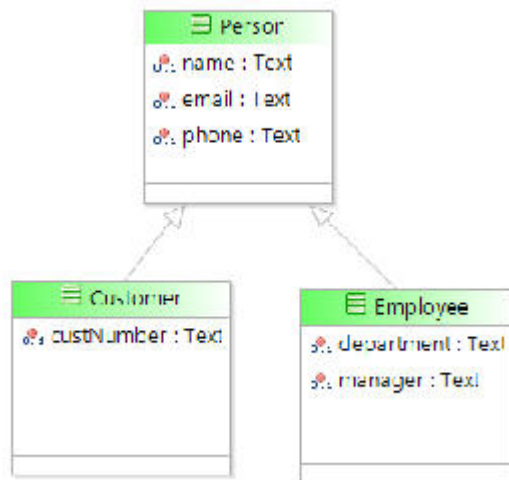 Person
name : Text
email : Text
phone : Text
Customer
custNumber : Text
Employee
department : Text
manager : Text